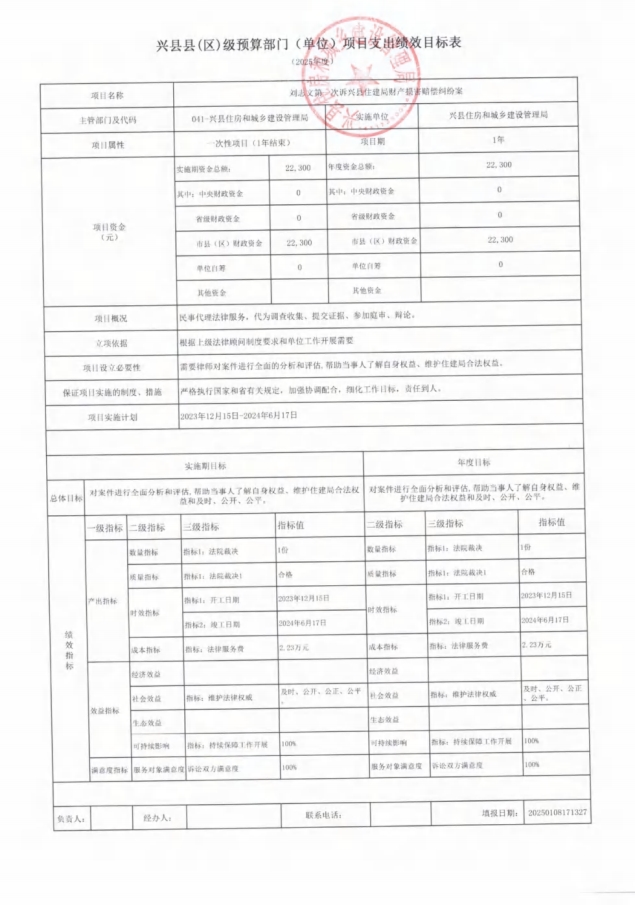 兴县县(区)级预算部门(单位)项目支出绩效目标表
(2025年度)
项目名称 刘志文第一次诉兴县住建局财产损害赔偿纠纷案
主管部门及代码 041-兴县住房和城乡建设管理局 实施单位 兴县住房和城乡建设管理局
项目属性 一次性项目(1年结束) 项目期 1年
项目资金
(元)
实施期资金总额: 22,300 年度资金总额: 22,300
其中:中央财政资金 0 其中:中央财政资金 0
省级财政资金 0 省级财政资金 0
市县(区)财政资金 22,300 市县(区)财政资金 22,300
单位自筹 0 单位自筹 0
其他资金 其他资金
项目概况 民事代理法律服务,代为调查收集、提交证据、参加庭审、辩论。
立项依据 根据上级法律顾问制度要求和单位工作开展需要
项目设立必要性 需要律师对案件进行全面的分析和评估,帮助当事人了解自身权益、维护住建局合法权益。
保证项目实施的制度、措施 严格执行国家和省有关规定,加强协调配合,细化工作目标,责任到人。
项目实施计划 2023年12月15日-2024年6月17日
实施期目标 年度目标
总体目标 对案件进行全面分析和评估,帮助当事人了解自身权益、维护住建局合法权益和及时、公开、公平。 对案件进行全面分析和评估,帮助当事人了解自身权益、维护住建局合法权益和及时、公开、公平。
绩效指标
一级指标 二级指标 三级指标 指标值 二级指标 三级指标 指标值
产出指标
数量指标 指标1:法院裁决 1份 数量指标 指标1:法院裁决 1份
质量指标 指标1:法院裁决1 合格 质量指标 指标1:法院裁决1 合格
时效指标 指标1:开工日期 2023年12月15日 时效指标 指标1:开工日期 2023年12月15日
指标2:竣工日期 2024年6月17日 指标2:竣工日期 2024年6月17日
成本指标 指标:法律服务费 2.23万元 成本指标 指标:法律服务费 2.23万元
效益指标
经济效益 经济效益
社会效益 指标:维护法律权威 及时、公开、公正、公平。 社会效益 指标:维护法律权威 及时、公开、公正、公平。
生态效益 生态效益
可持续影响 指标:持续保障工作开展 100% 可持续影响 指标:持续保障工作开展 100%
满意度指标 服务对象满意度 诉讼双方满意度 100% 服务对象满意度 诉讼双方满意度 100%
负责人: 经办人: 联系电话: 填报日期: 20250108171327